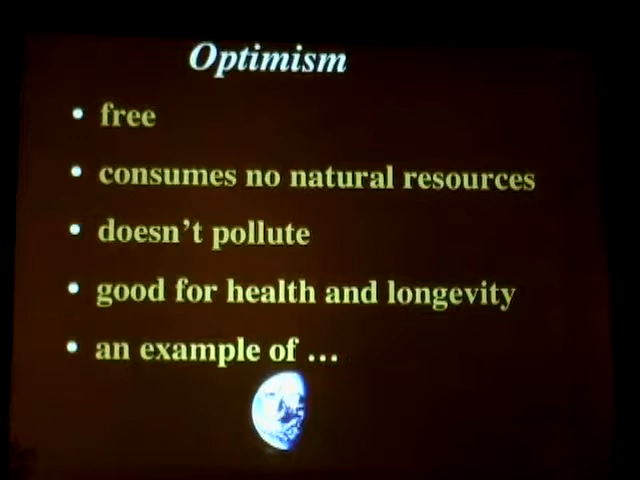 Optimism
• free
• consumes no natural resources
• doesn't pollute
• good for health and longevity
• an example of …